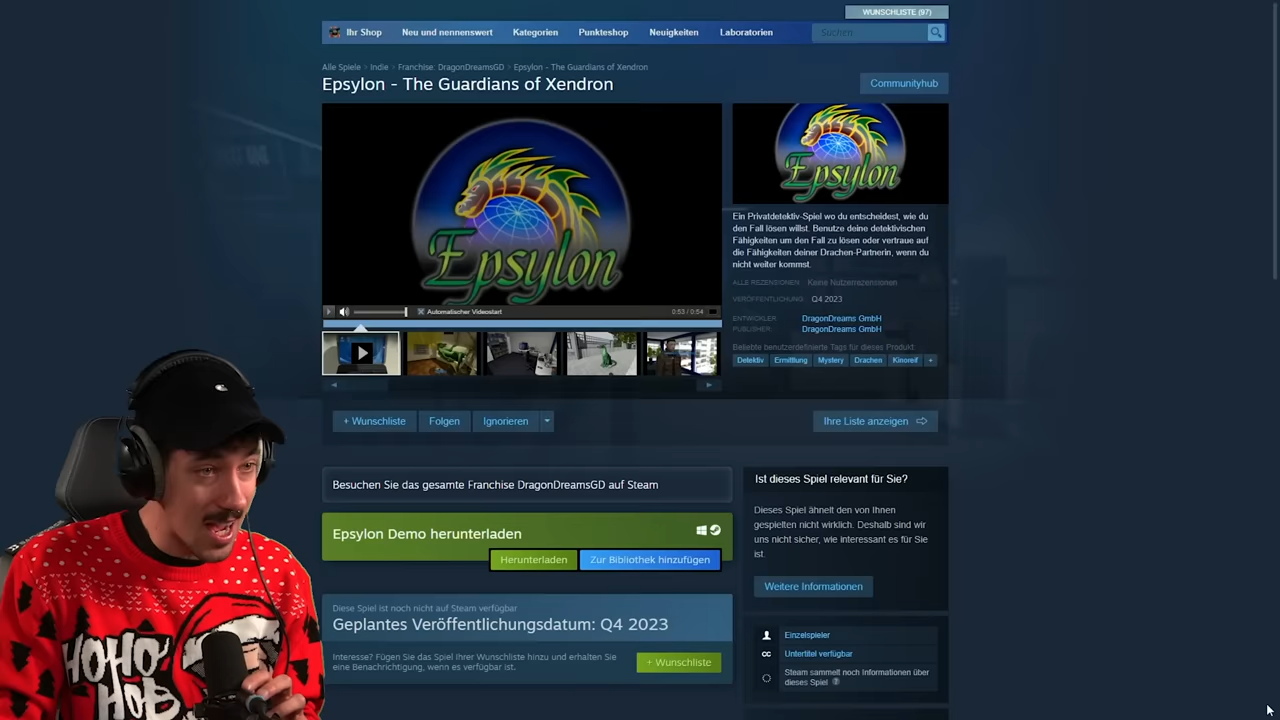 WUNSCHLISTE (97)
Ihr Shop Neu und nennenswert Kategorien Punkteshop Neuigkeiten Laboratorien Suchen
Alle Spiele > Indie > Franchise: DragonDreamsGD > Epsylon - The Guardians of Xendron
Epsylon - The Guardians of Xendron
Communityhub
Epsylon
Automatischer Videostart 0:53 / 0:54
Epsylon
Ein Privatdetektiv-Spiel wo du entscheidest, wie du
den Fall lösen willst. Benutze deine detektivischen
Fähigkeiten um den Fall zu lösen oder vertraue auf
die Fähigkeiten deiner Drachen-Partnerin, wenn du
nicht weiter kommst.
ALLE REZENSIONEN: Keine Nutzerrezensionen
VERÖFFENTLICHUNG: Q4 2023
ENTWICKLER: DragonDreams GmbH
PUBLISHER: DragonDreams GmbH
Beliebte benutzerdefinierte Tags für dieses Produkt:
Detektiv Ermittlung Mystery Drachen Kinoreif +
+ Wunschliste Folgen Ignorieren
Ihre Liste anzeigen
Besuchen Sie das gesamte Franchise DragonDreamsGD auf Steam
Epsylon Demo herunterladen
Herunterladen Zur Bibliothek hinzufügen
Diese Spiel ist noch nicht auf Steam verfügbar
Geplantes Veröffentlichungsdatum: Q4 2023
Interesse? Fügen Sie das Spiel Ihrer Wunschliste hinzu und erhalten Sie
eine Benachrichtigung, wenn es verfügbar ist.
+ Wunschliste
Ist dieses Spiel relevant für Sie?
Dieses Spiel ähnelt den von Ihnen
gespielten nicht wirklich. Deshalb sind wir
uns nicht sicher, wie interessant es für Sie
ist.
Weitere Informationen
Einzelspieler
CC Untertitel verfügbar
Steam sammelt noch Informationen über
dieses Spiel ?
HOHO
HOHO